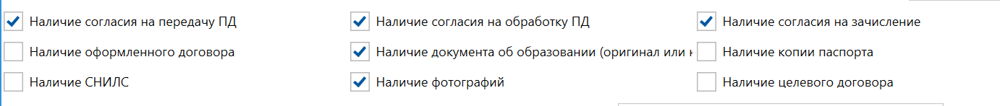 Наличие согласия на передачу ПД
Наличие согласия на обработку ПД
Наличие согласия на зачисление
Наличие оформленного договора
Наличие документа об образовании (оригинал или к
Наличие копии паспорта
Наличие СНИЛС
Наличие фотографий
Наличие целевого договора